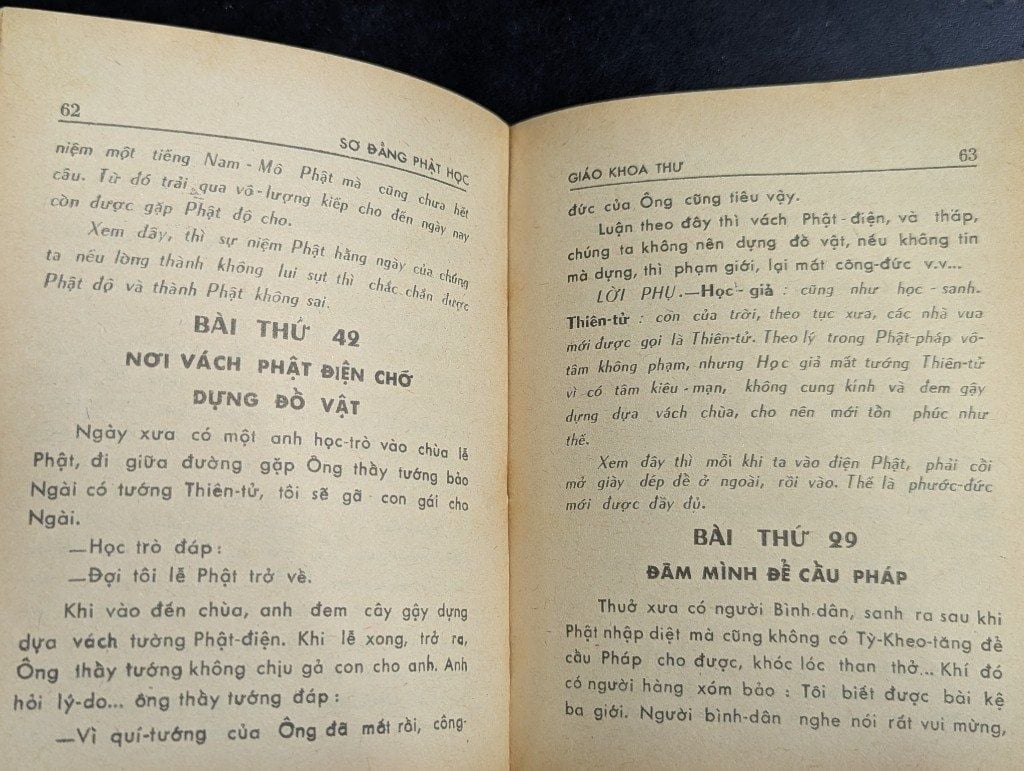 62
SƠ ĐẲNG PHẬT HỌC
niệm một tiếng Nam-Mô Phật mà cũng chưa hết
câu. Từ đó trải qua vô-lượng kiếp cho đến ngày nay
còn được gặp Phật độ cho.
Xem đây, thì sự niệm Phật hằng ngày của chúng
ta nếu lòng thành không lui sụt thì chắc chắn được
Phật độ và thành Phật không sai.
BÀI THỨ 42
NƠI VÁCH PHẬT ĐIỆN CHỚ
DỰNG ĐỒ VẬT
Ngày xưa có một anh học-trò vào chùa lễ
Phật, đi giữa đường gặp Ông thầy tướng bảo
Ngài có tướng Thiên-tử, tôi sẽ gã con gái cho
Ngài.
—Học trò đáp:
—Đợi tôi lễ Phật trở về.
Khi vào đến chùa, anh đem cây gậy dựng
dựa vách tường Phật-điện. Khi lễ xong, trở ra,
Ông thầy tướng không chịu gả con cho anh. Anh
hỏi lý-do... ông thầy tướng đáp:
—Vì quí-tướng của Ông đã mất rồi, công-
GIÁO KHOA THƯ
63
đức của Ông cũng tiêu vậy.
Luận theo đây thì vách Phật-điện, và tháp,
chúng ta không nên dựng đồ vật, nếu không tin
mà dựng, thì phạm giới, lại mất công-đức v.v...
LỜI PHỤ.—Học-giả: cũng như học-sanh.
Thiên-tử: con của trời, theo tục xưa, các nhà vua
mới được gọi là Thiên-tử. Theo lý trong Phật-pháp vô-
tâm không phạm, nhưng Học giả mất tướng Thiên-tử
vì có tâm kiêu-mạn, không cung kính và đem gậy
dựng dựa vách chùa, cho nên mới tồn phúc như
thế.
Xem đây thì mỗi khi ta vào điện Phật, phải cồi
mở giày dép để ở ngoài, rồi vào. Thế là phước-đức
mới được đầy đủ.
BÀI THỨ 29
ĐÂM MÌNH ĐỂ CẦU PHÁP
Thuở xưa có người Bình-dân, sanh ra sau khi
Phật nhập diệt mà cũng không có Tỳ-Kheo-tăng để
cầu Pháp cho được, khóc lóc than thở... Khí đó
có người hàng xóm bảo: Tôi biết được bài kệ
ba giới. Người bình-dân nghe nói rất vui mừng,